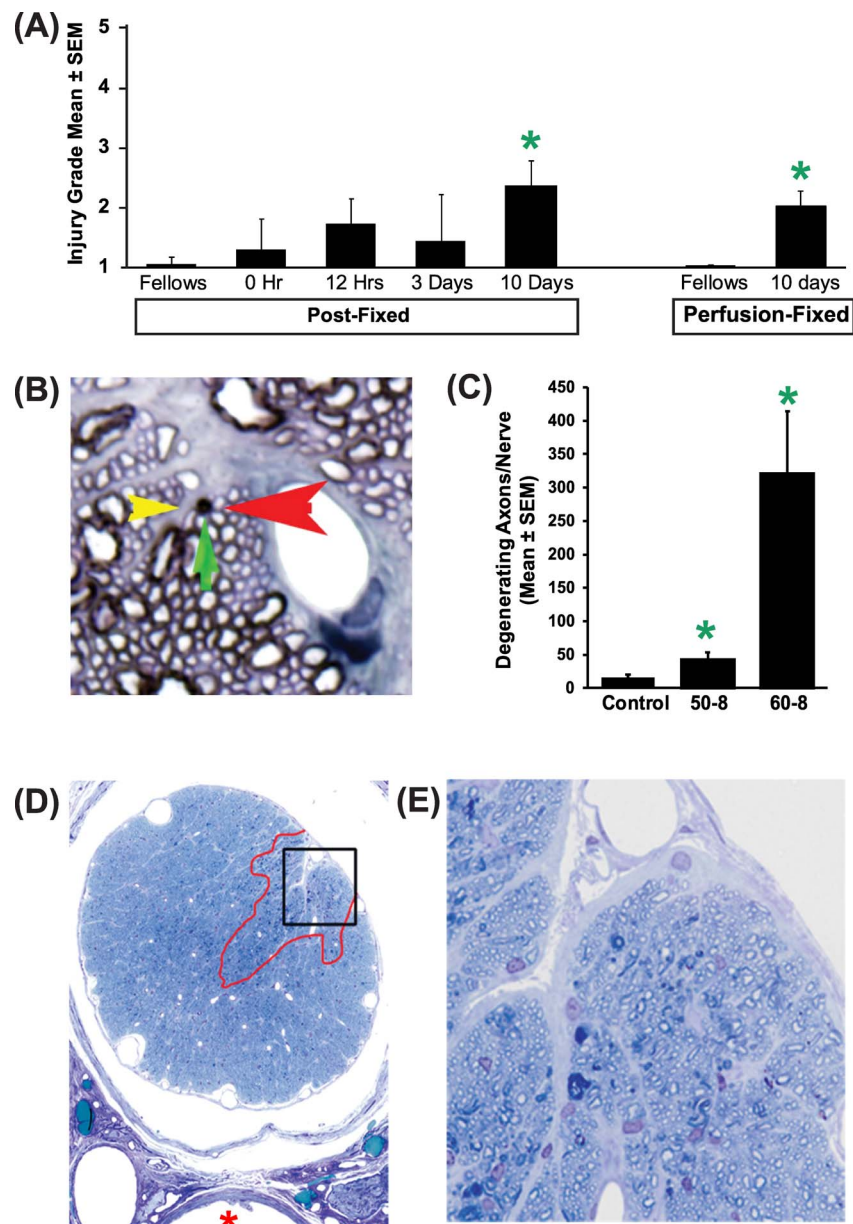 (A)
Injury Grade Mean ± SEM
5
4
3
2
1
*
*
Fellows 0 Hr 12 Hrs 3 Days 10 Days Fellows 10 days
Post-Fixed Perfusion-Fixed
(B)
(C)
Degenerating Axons/Nerve
(Mean ± SEM)
450
400
350
300
250
200
150
100
50
0
*
*
Control 50-8 60-8
(D)
(E)
*